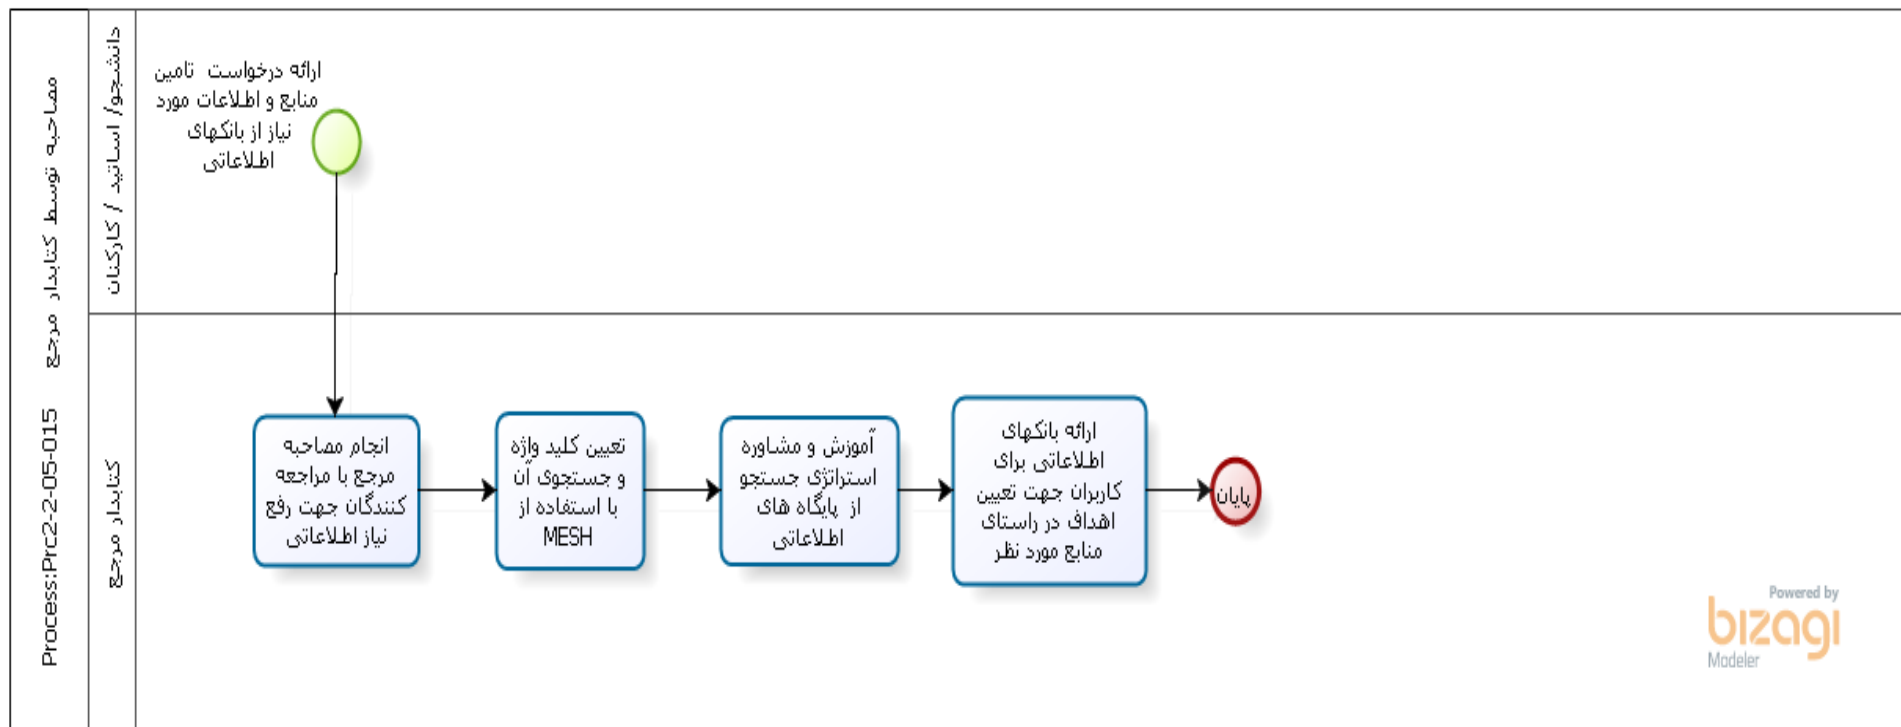 Process:Prc2-2-05-015 مصاحبه توسط کتابدار مرجع
دانشجو/ اساتید / کارکنان
ارائه درخواست تامین
منابع و اطلاعات مورد
نیاز از بانکهای
اطلاعاتی
کتابدار مرجع
انجام مصاحبه
مرجع با مراجعه
کنندگان جهت رفع
نیاز اطلاعاتی
تعیین کلید واژه
و جستجوی آن
با استفاده از
MESH
آموزش و مشاوره
استراتژی جستجو
از پایگاه های
اطلاعاتی
ارائه بانکهای
اطلاعاتی برای
کاربران جهت تعیین
اهداف در راستای
منابع مورد نظر
پایان
Powered by
bizagi
Modeler